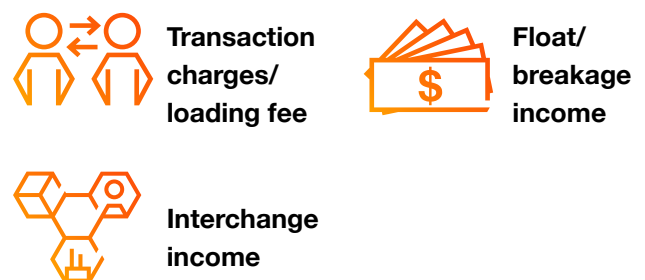 Transaction
charges/
loading fee
$
Float/
breakage
income
Interchange
income